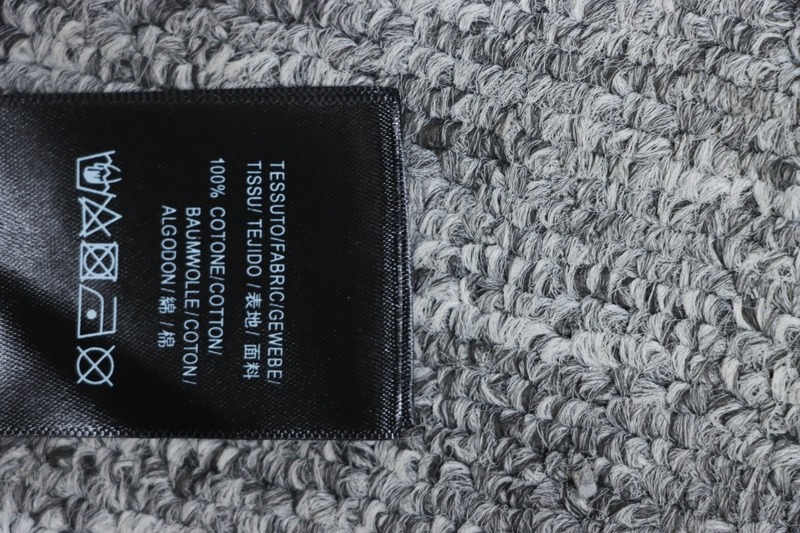 TESSUTO/FABRIC/GEWEBE/
TISSU/ TEJIDO / 表地 / 面料
100% COTONE/COTTON/
BAUMWOLLE/COTON/
ALGODON / 綿 / 棉